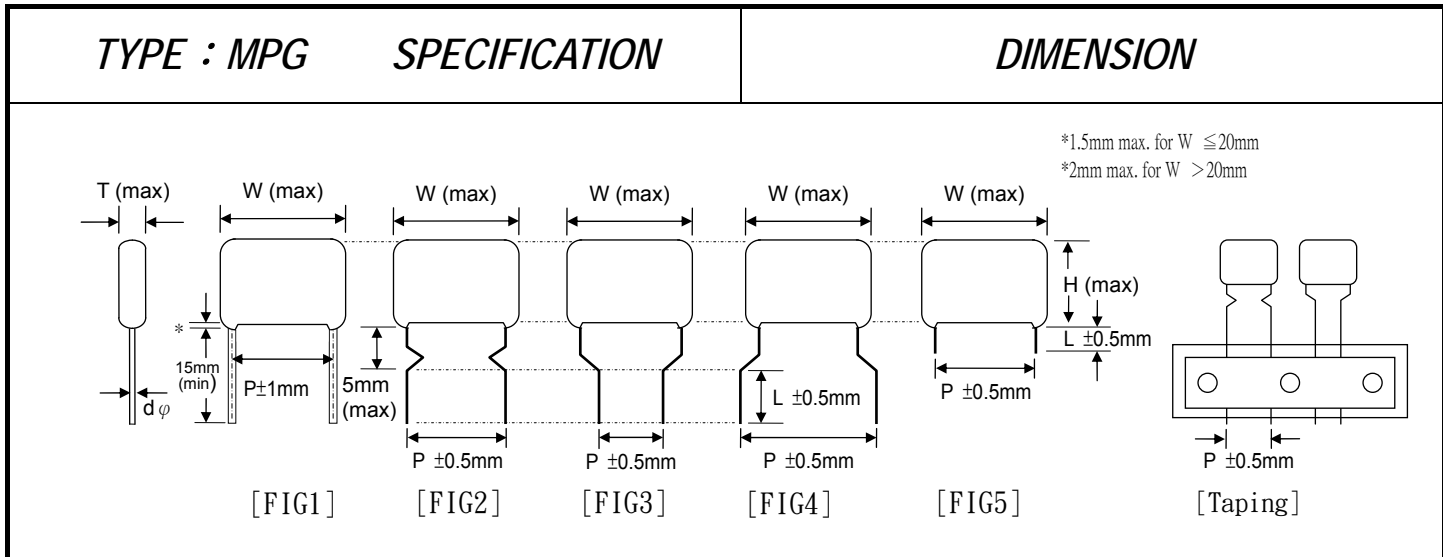 TYPE：MPG SPECIFICATION
DIMENSION
*1.5mm max. for W ≦20mm
*2mm max. for W ＞20mm
T (max)
W (max)
W (max)
W (max)
W (max)
W (max)
H (max)
*
15mm
(min)
dφ
P±1mm
5mm
(max)
L ±0.5mm
L ±0.5mm
P ±0.5mm
P ±0.5mm
P ±0.5mm
P ±0.5mm
P ±0.5mm
[FIG1]
[FIG2]
[FIG3]
[FIG4]
[FIG5]
[Taping]